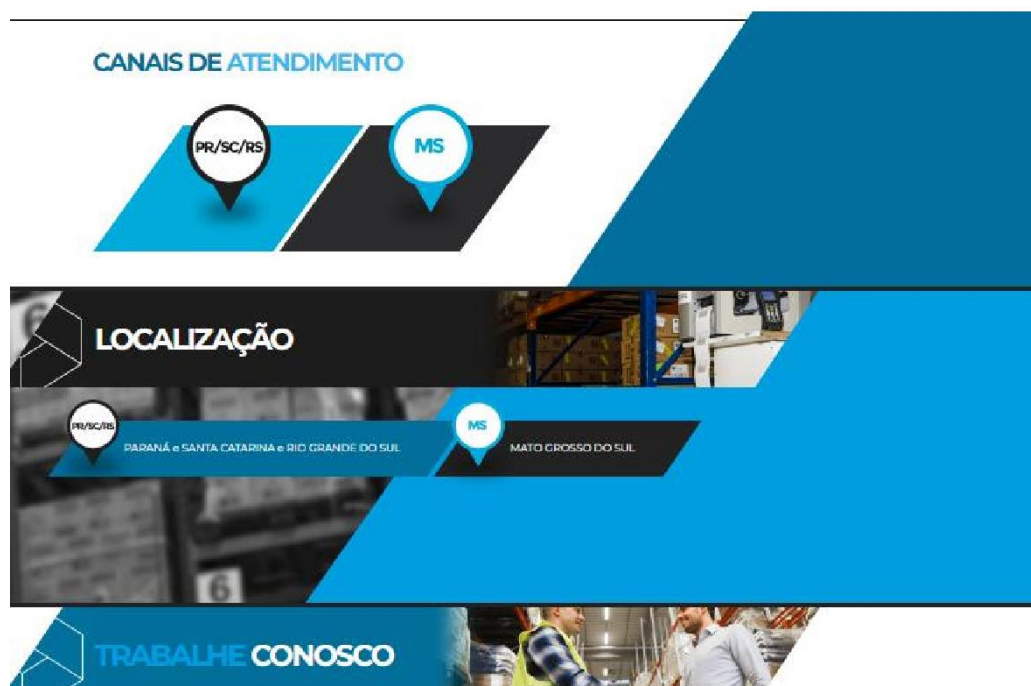 CANAIS DE ATENDIMENTO
PR/SC/RS
MS
6
LOCALIZAÇÃO
PR/SC/RS
MS
PARANÁ e SANTA CATARINA e RIO GRANDE DO SUL
MATO GROSSO DO SUL
6
TRABALHE CONOSCO